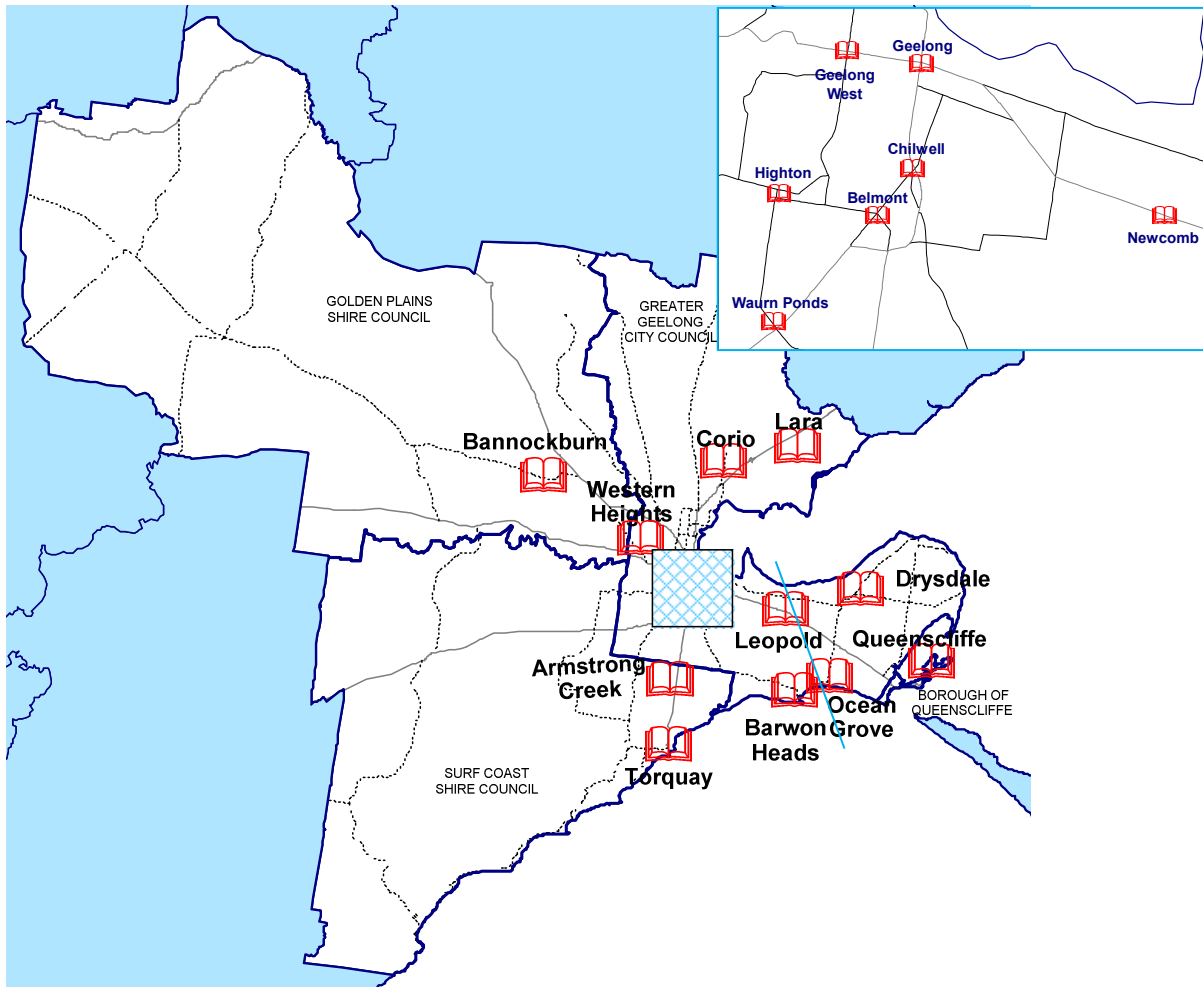 Geelong
Geelong
West
Chilwell
Highton
Belmont
Newcomb
Waurn Ponds
GOLDEN PLAINS
SHIRE COUNCIL
GREATER
GEELONG
CITY COUNCIL
Lara
Corio
Bannockburn
Western
Heights
Drysdale
Leopold
Queenscliffe
Armstrong
Creek
BOROUGH OF
QUEENSCLIFFE
Ocean
Grove
Barwon
Heads
Torquay
SURF COAST
SHIRE COUNCIL